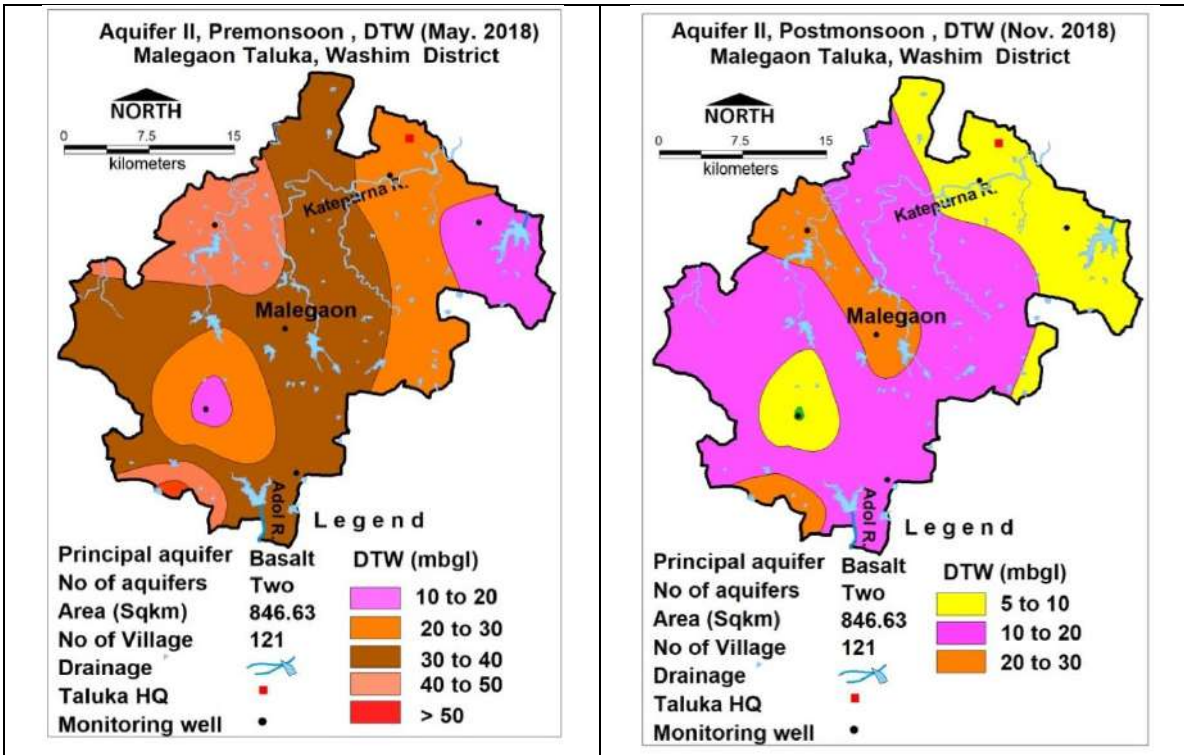 Aquifer II, Premonsoon , DTW (May. 2018)
Malegaon Taluka, Washim District
NORTH
0 7.5 15
kilometers
Katepurna R.
Malegaon
Adol R.
Legend
Principal aquifer Basalt
No of aquifers Two
Area (Sqkm) 846.63
No of Village 121
Drainage
Taluka HQ
Monitoring well
DTW (mbgl)
10 to 20
20 to 30
30 to 40
40 to 50
> 50
Aquifer II, Postmonsoon , DTW (Nov. 2018)
Malegaon Taluka, Washim District
NORTH
0 7.5 15
kilometers
Katepurna R.
Malegaon
Adol R.
Legend
Principal aquifer Basalt
No of aquifers Two
Area (Sqkm) 846.63
No of Village 121
Drainage
Taluka HQ
Monitoring well
DTW (mbgl)
5 to 10
10 to 20
20 to 30